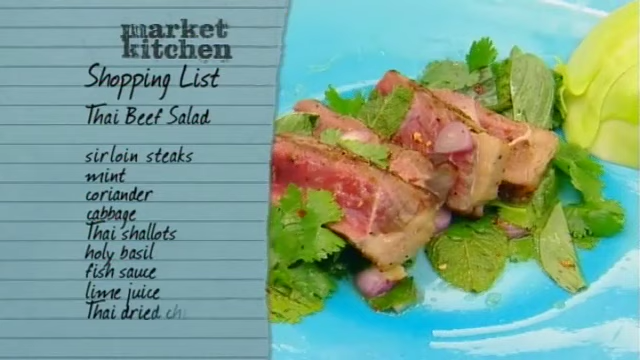 market
kitchen
Shopping List
Thai Beef Salad
sirloin steaks
mint
coriander
cabbage
Thai shallots
holy basil
fish sauce
lime juice
Thai dried